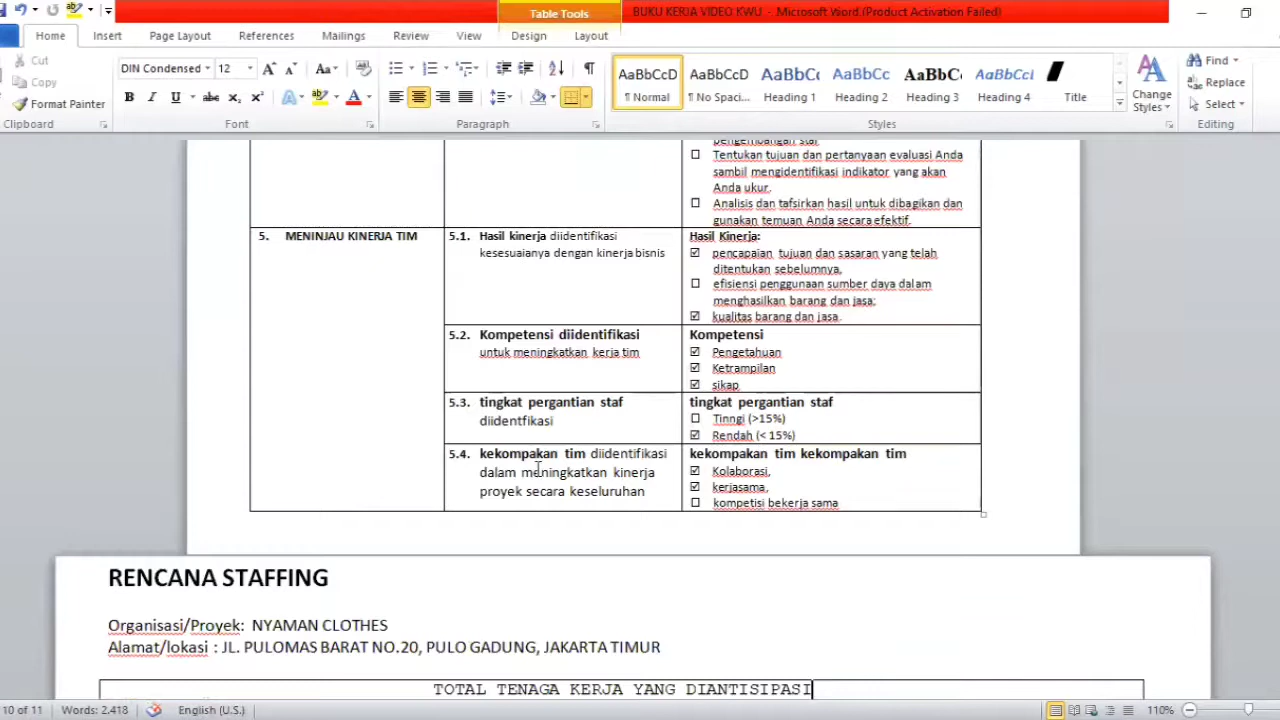 Table Tools
BUKU KERJA VIDEO KWU - Microsoft Word (Product Activation Failed)
Home Insert Page Layout References Mailings Review View Design Layout
Cut
Copy
Format Painter
Clipboard
DIN Condensed 12
Font
Paragraph
AaBbCcD AaBbCcD AaBbCc AaBbCc AaBbCc AaBbCcI
¶ Normal ¶ No Spaci... Heading 1 Heading 2 Heading 3 Heading 4 Title
Change
Styles
Styles
Find
Replace
Select
Editing
pengembangan staf
Tentukan tujuan dan pertanyaan evaluasi Anda
sambil mengidentifikasi indikator yang akan
Anda ukur.
Analisis dan tafsirkan hasil untuk dibagikan dan
gunakan temuan Anda secara efektif.
5. MENINJAU KINERJA TIM
5.1. Hasil kinerja diidentifikasi
kesesuaianya dengan kinerja bisnis
Hasil Kinerja:
☑ pencapaian tujuan dan sasaran yang telah
ditentukan sebelumnya,
☐ efisiensi penggunaan sumber daya dalam
menghasilkan barang dan jasa;
☑ kualitas barang dan jasa.
5.2. Kompetensi diidentifikasi
untuk meningkatkan kerja tim
Kompetensi
☑ Pengetahuan
☑ Ketrampilan
☑ sikap
5.3. tingkat pergantian staf
diidentfikasi
tingkat pergantian staf
☐ Tinngi (>15%)
☑ Rendah (< 15%)
5.4. kekompakan tim diidentifikasi
dalam meningkatkan kinerja
proyek secara keseluruhan
kekompakan tim kekompakan tim
☑ Kolaborasi,
☑ kerjasama,
☐ kompetisi bekerja sama
RENCANA STAFFING
Organisasi/Proyek: NYAMAN CLOTHES
Alamat/lokasi : JL. PULOMAS BARAT NO.20, PULO GADUNG, JAKARTA TIMUR
TOTAL TENAGA KERJA YANG DIANTISIPASI
10 of 11 Words: 2.418 English (U.S.) 110%